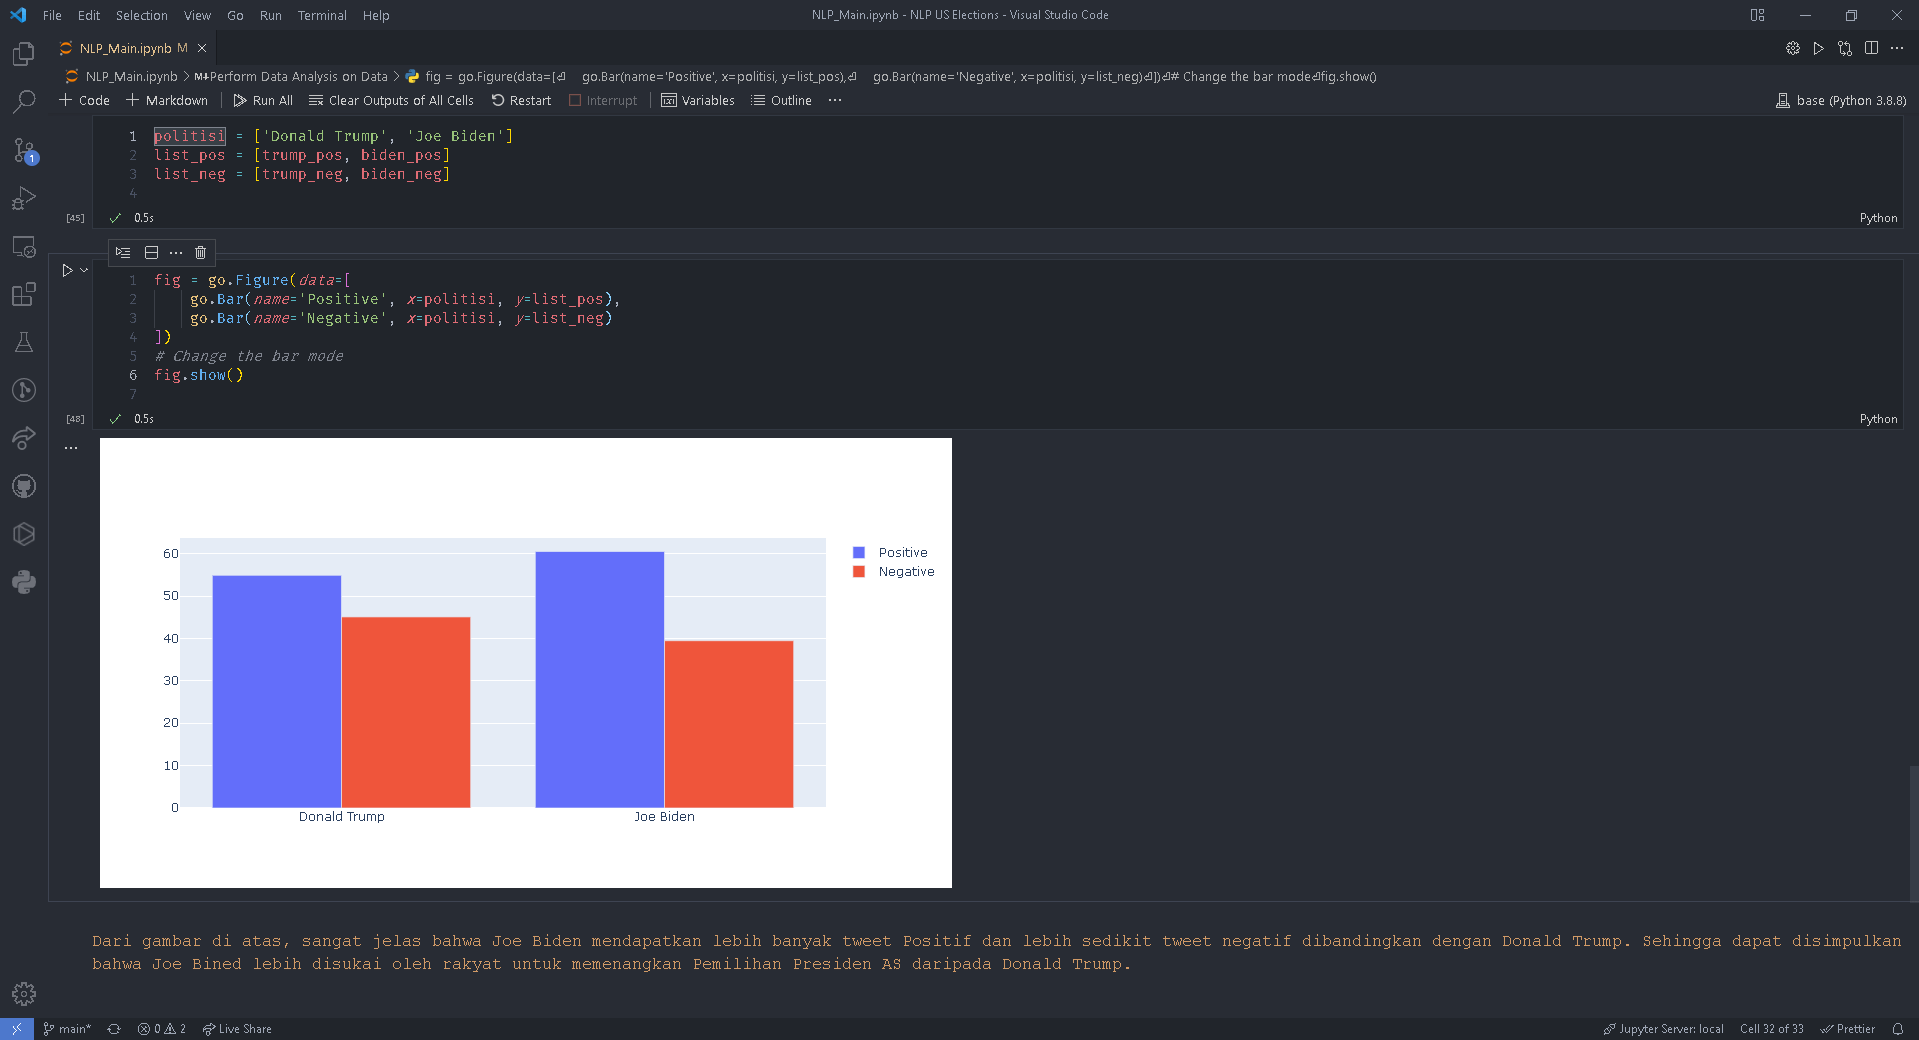 File Edit Selection View Go Run Terminal Help NLP_Main.ipynb - NLP US Elections - Visual Studio Code
NLP_Main.ipynb M
NLP_Main.ipynb > M↓Perform Data Analysis on Data > fig = go.Figure(data=[⏎ go.Bar(name='Positive', x=politisi, y=list_pos),⏎ go.Bar(name='Negative', x=politisi, y=list_neg)⏎])⏎# Change the bar mode⏎fig.show()
+ Code + Markdown Run All Clear Outputs of All Cells Restart Interrupt Variables Outline ... base (Python 3.8.8)
1 politisi = ['Donald Trump', 'Joe Biden']
2 list_pos = [trump_pos, biden_pos]
3 list_neg = [trump_neg, biden_neg]
4
[45] 0.5s Python
1 fig = go.Figure(data=[
2 go.Bar(name='Positive', x=politisi, y=list_pos),
3 go.Bar(name='Negative', x=politisi, y=list_neg)
4 ])
5 # Change the bar mode
6 fig.show()
7
[48] 0.5s Python
60
50
40
30
20
10
0
Donald Trump Joe Biden
Positive
Negative
Dari gambar di atas, sangat jelas bahwa Joe Biden mendapatkan lebih banyak tweet Positif dan lebih sedikit tweet negatif dibandingkan dengan Donald Trump. Sehingga dapat disimpulkan
bahwa Joe Bined lebih disukai oleh rakyat untuk memenangkan Pemilihan Presiden AS daripada Donald Trump.
1
main* 0 2 Live Share Jupyter Server: local Cell 32 of 33 Prettier